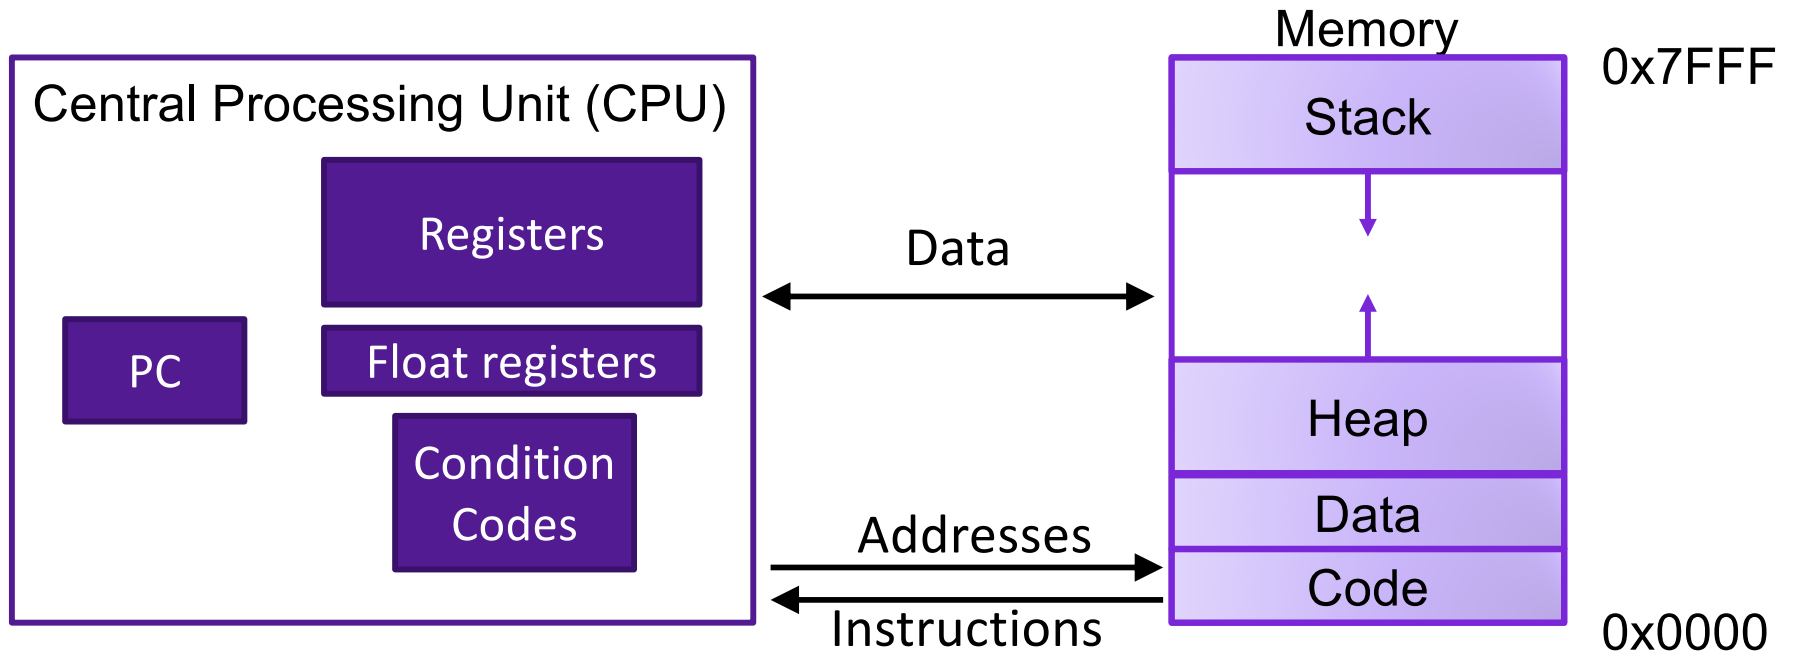 Memory
0x7FFF
Central Processing Unit (CPU)
Stack
Registers
Data
PC
Float registers
Heap
Condition
Codes
Data
Addresses
Code
Instructions
0x0000